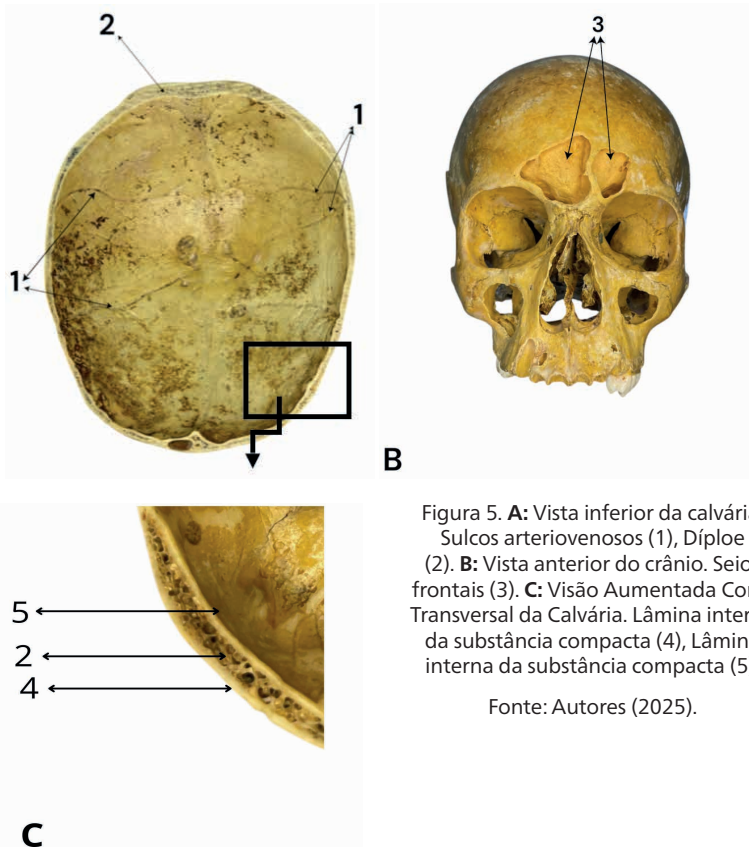 2
1
1
3
B
5
2
4
C
Figura 5. A: Vista inferior da calvári
Sulcos arteriovenosos (1), Díploe
(2). B: Vista anterior do crânio. Seio
frontais (3). C: Visão Aumentada Cor
Transversal da Calvária. Lâmina inter
da substância compacta (4), Lâmin
interna da substância compacta (5
Fonte: Autores (2025).